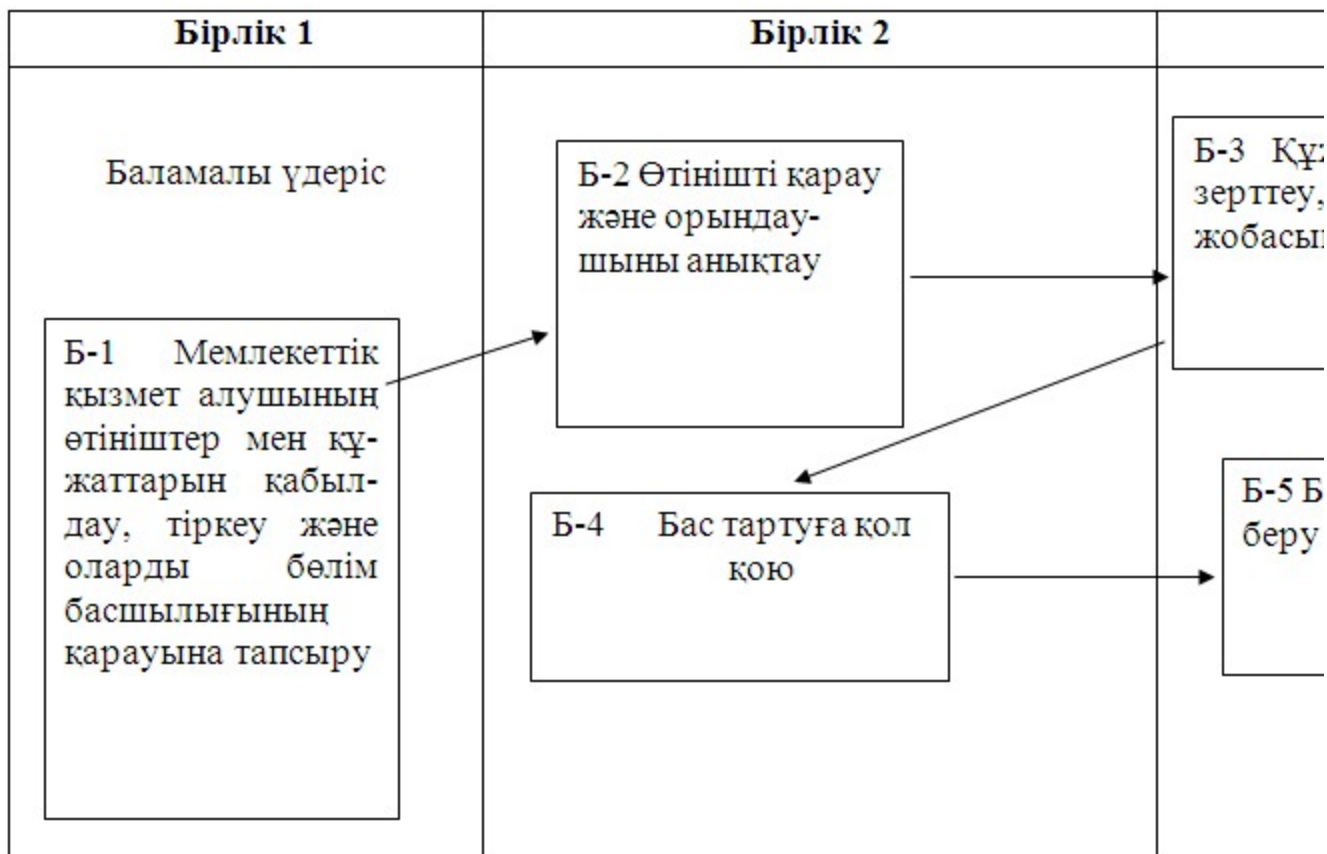 Бірлік 1
Бірлік 2
Баламалы үдеріс
Б-1 Мемлекеттік
қызмет алушының
өтініштер мен құ-
жаттарын қабыл-
дау, тіркеу және
оларды бөлім
басшылығының
қарауына тапсыру
Б-2 Өтінішті қарау
және орындау-
шыны анықтау
Б-3
зерттеу,
Б-4 Бас тартуға қол
қою
Б-5
беру